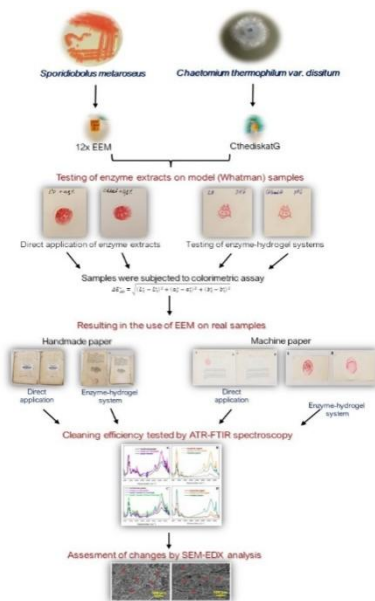 Sporidiobolus metaroseus
Chaetomium thermophilum var. dissitum
12x EEM
CthediskatG
Testing of enzyme extracts on model (Whatman) samples
Direct application of enzyme extracts
Testing of enzyme-hydrogel systems
Samples were subjected to colorimetric assay
Resulting in the use of EEM on real samples
Handmade paper
Machine paper
Direct
application
Enzyme-hydrogel
system
Direct
application
Enzyme-hydrogel
system
Cleaning efficiency tested by ATR-FTIR spectroscopy
Assesment of changes by SEM-EDX analysis